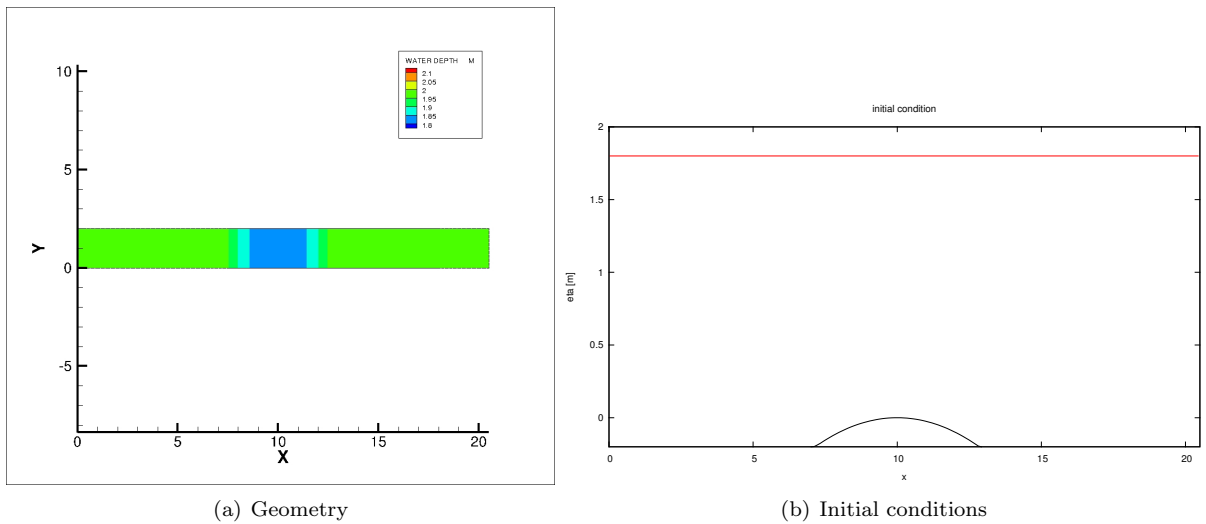 WATER DEPTH M
2.1
2.05
2
1.95
1.9
1.85
1.8
10
5
0
-5
Y
0 5 10 15 20
X
(a) Geometry
initial condition
2
1.5
1
0.5
0
eta [m]
0 5 10 15 20
x
(b) Initial conditions